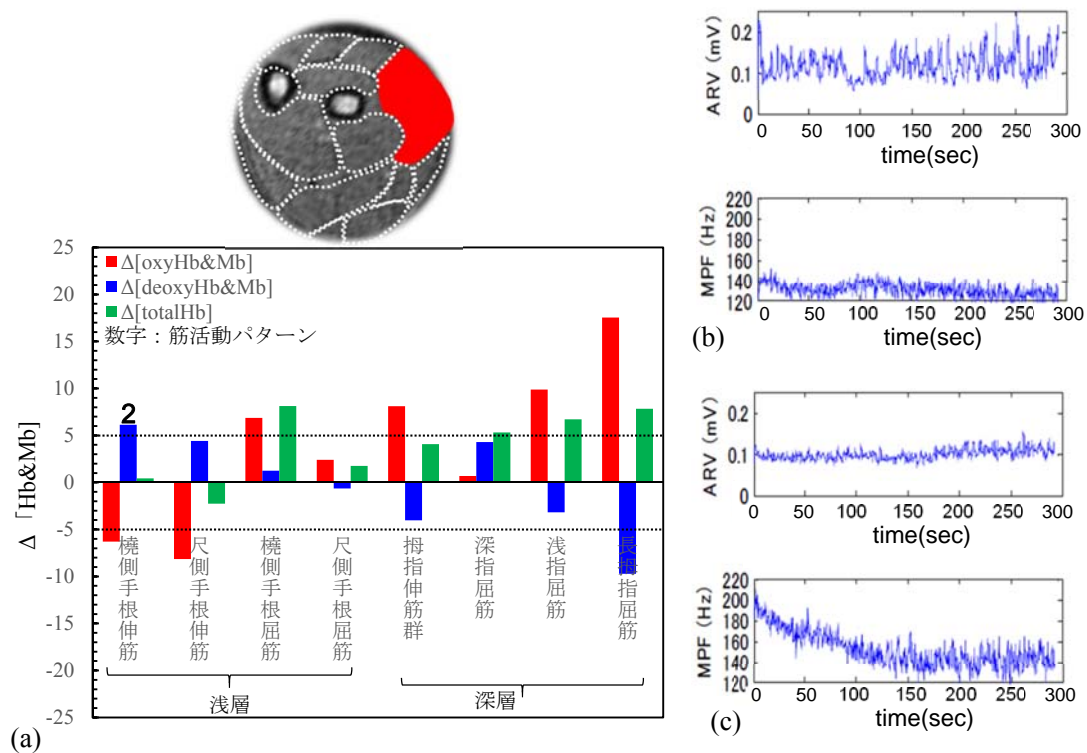 25
20
15
10
5
0
-5
-10
-15
-20
-25
Δ「Hb&Mb]
Δ[oxyHb&Mb]
Δ[deoxyHb&Mb]
Δ[totalHb]
数字：筋活動パターン
2
橈側手根伸筋
尺側手根伸筋
橈側手根屈筋
尺側手根屈筋
拇指伸筋群
深指屈筋
浅指屈筋
長拇指屈筋
浅層
深層
(a)
ARV (mV)
0.2
0.1
0
0 50 100 150 200 250 300
time(sec)
MPF (Hz)
220
200
180
160
140
120
0 50 100 150 200 250 300
time(sec)
(b)
ARV (mV)
0.2
0.1
0
0 50 100 150 200 250 300
time(sec)
MPF (Hz)
220
200
180
160
140
120
0 50 100 150 200 250 300
time(sec)
(c)